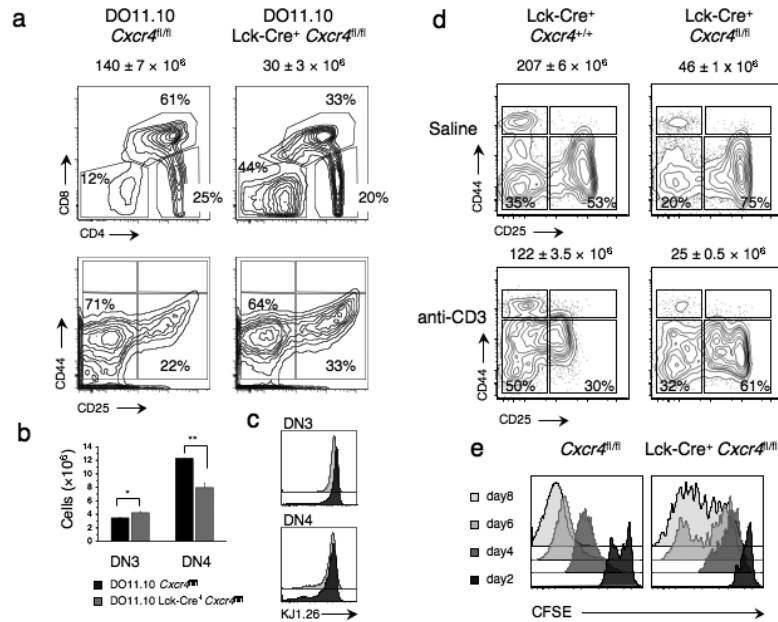 a
DO11.10
Cxcr4fl/fl
DO11.10
Lck-Cre+ Cxcr4fl/fl
140 ± 7 × 10⁶
30 ± 3 × 10⁶
61%
12%
25%
33%
44%
20%
CD8
CD4
71%
22%
64%
33%
CD44
CD25
b
Cells (×10⁶)
14
12
10
8
6
4
2
0
*
**
DN3
DN4
DO11.10 Cxcr4
DO11.10 Lck-Cre+ Cxcr4
c
DN3
DN4
KJ1.26
d
Lck-Cre+
Cxcr4+/+
Lck-Cre+
Cxcr4fl/fl
207 ± 6 × 10⁶
46 ± 1 x 10⁶
Saline
35%
53%
20%
75%
CD44
CD25
122 ± 3.5 × 10⁶
25 ± 0.5 × 10⁶
anti-CD3
50%
30%
32%
61%
CD44
CD25
e
Cxcr4fl/fl
Lck-Cre+ Cxcr4fl/fl
day8
day6
day4
day2
CFSE